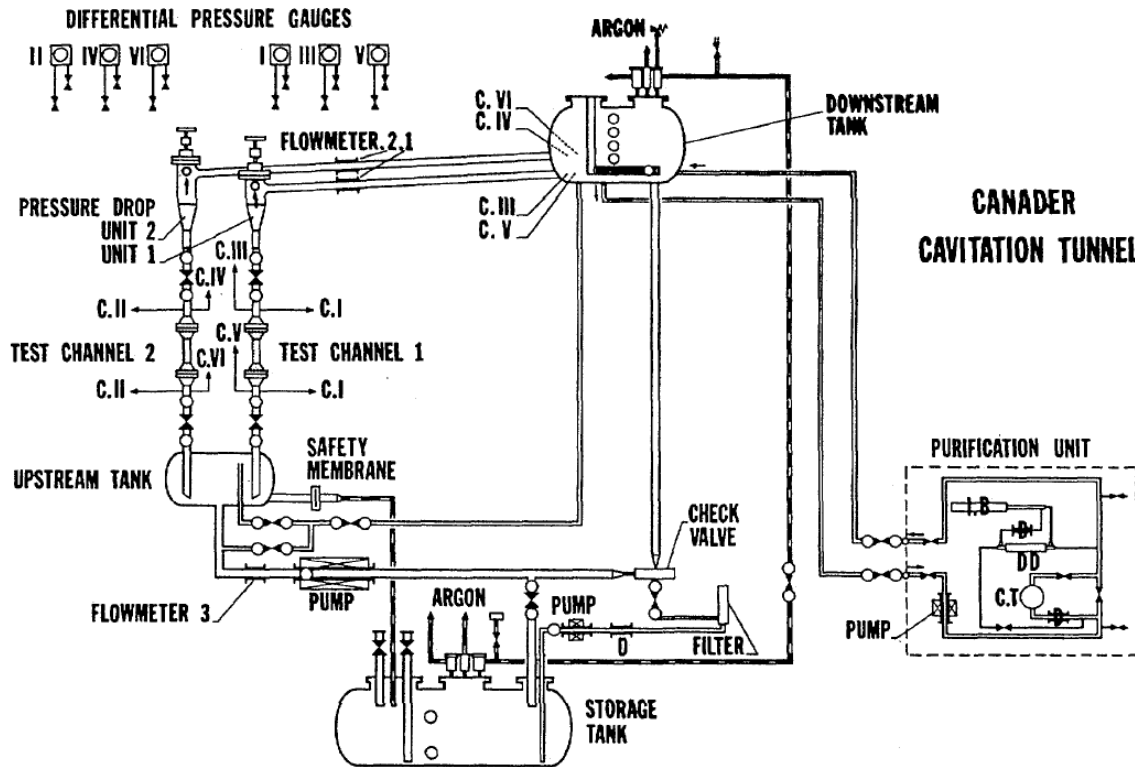 DIFFERENTIAL PRESSURE GAUGES
II IV VI I III V
ARGON
C. VI
C. IV
DOWNSTREAM
TANK
FLOWMETER. 2,1
CANADER
CAVITATION TUNNEL
PRESSURE DROP
UNIT 2
UNIT 1
C.III
C. III
C. V
C.IV
C.II
C.I
C.V
TEST CHANNEL 2
TEST CHANNEL 1
C.VI
C.II
C.I
UPSTREAM TANK
SAFETY
MEMBRANE
PURIFICATION UNIT
CHECK
VALVE
I.B
D
DD
C.T
D
PUMP
FLOWMETER 3
PUMP
ARGON
PUMP
D
FILTER
STORAGE
TANK